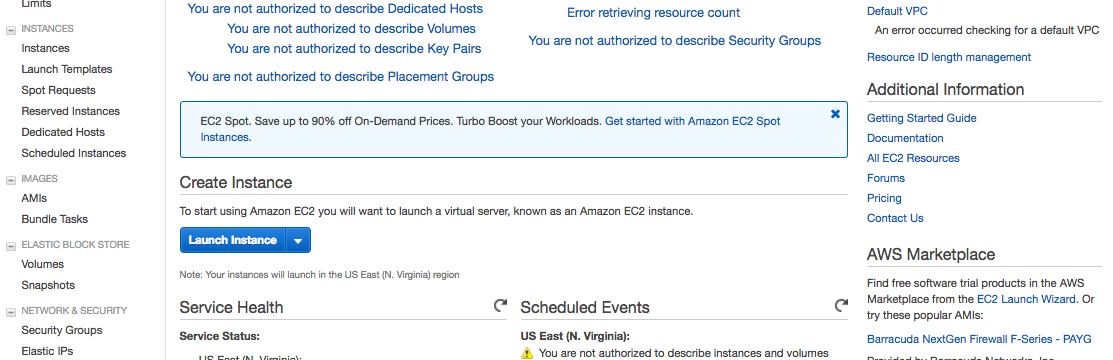 Limits
INSTANCES
Instances
Launch Templates
Spot Requests
Reserved Instances
Dedicated Hosts
Scheduled Instances
IMAGES
AMIs
Bundle Tasks
ELASTIC BLOCK STORE
Volumes
Snapshots
NETWORK & SECURITY
Security Groups
Elastic IPs
You are not authorized to describe Dedicated Hosts
You are not authorized to describe Volumes
You are not authorized to describe Key Pairs
You are not authorized to describe Placement Groups
Error retrieving resource count
You are not authorized to describe Security Groups
EC2 Spot. Save up to 90% off On-Demand Prices. Turbo Boost your Workloads. Get started with Amazon EC2 Spot
Instances.
Create Instance
To start using Amazon EC2 you will want to launch a virtual server, known as an Amazon EC2 instance.
Launch Instance
Note: Your instances will launch in the US East (N. Virginia) region
Service Health
Service Status:
US East (N. Virginia):
Scheduled Events
US East (N. Virginia):
You are not authorized to describe instances and volumes
Default VPC
An error occurred checking for a default VPC
Resource ID length management
Additional Information
Getting Started Guide
Documentation
All EC2 Resources
Forums
Pricing
Contact Us
AWS Marketplace
Find free software trial products in the AWS
Marketplace from the EC2 Launch Wizard. Or
try these popular AMIs:
Barracuda NextGen Firewall F-Series - PAYG
Provided by Barracuda Networks, Inc.